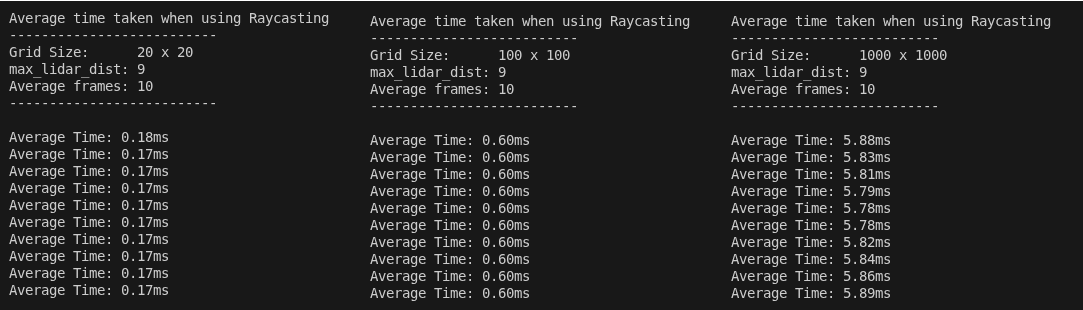 Average time taken when using Raycasting
--------------------------
Grid Size:      20 x 20
max_lidar_dist: 9
Average frames: 10
--------------------------
Average Time: 0.18ms
Average Time: 0.17ms
Average Time: 0.17ms
Average Time: 0.17ms
Average Time: 0.17ms
Average Time: 0.17ms
Average Time: 0.17ms
Average Time: 0.17ms
Average Time: 0.17ms
Average Time: 0.17ms
Average time taken when using Raycasting
--------------------------
Grid Size:      100 x 100
max_lidar_dist: 9
Average frames: 10
--------------------------
Average Time: 0.60ms
Average Time: 0.60ms
Average Time: 0.60ms
Average Time: 0.60ms
Average Time: 0.60ms
Average Time: 0.60ms
Average Time: 0.60ms
Average Time: 0.60ms
Average Time: 0.60ms
Average Time: 0.60ms
Average time taken when using Raycasting
--------------------------
Grid Size:      1000 x 1000
max_lidar_dist: 9
Average frames: 10
--------------------------
Average Time: 5.88ms
Average Time: 5.83ms
Average Time: 5.81ms
Average Time: 5.79ms
Average Time: 5.78ms
Average Time: 5.78ms
Average Time: 5.82ms
Average Time: 5.84ms
Average Time: 5.86ms
Average Time: 5.89ms